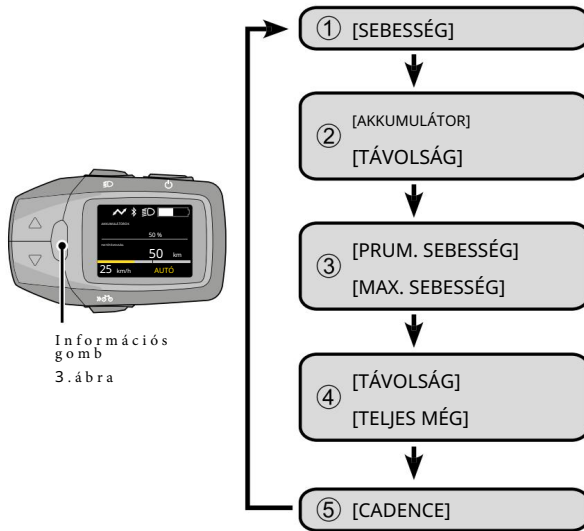 ① [SEBESSÉG]
② [AKKUMULÁTOR]
[TÁVOLSÁG]
③ [PRUM. SEBESSÉG]
[MAX. SEBESSÉG]
④ [TÁVOLSÁG]
[TELJES MÉG]
⑤ [CADENCE]
50 %
50 km
25 km/h AUTÓ
Információs
gomb
3.ábra